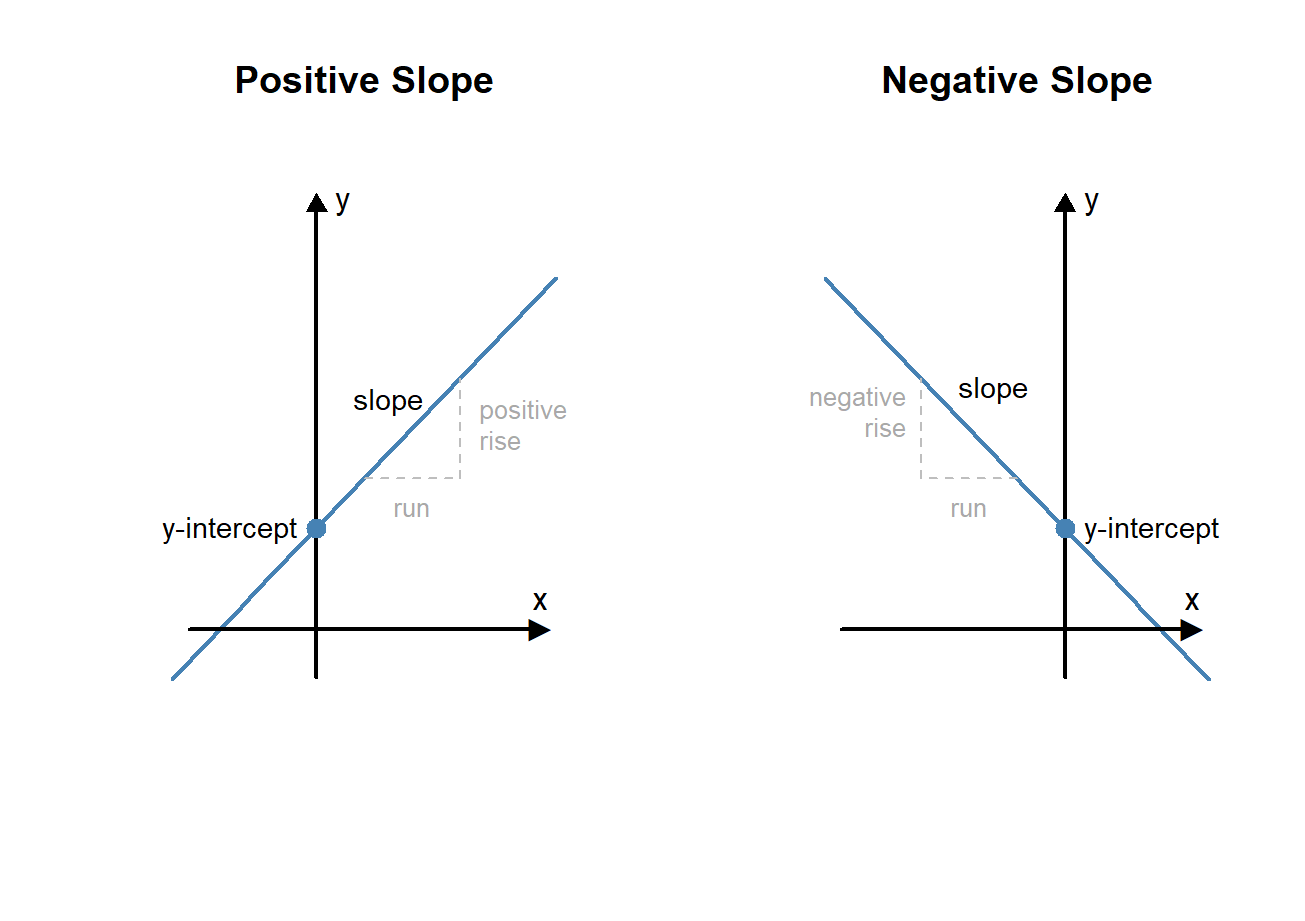 Positive Slope
y
slope
positive
rise
run
y-intercept
x
Negative Slope
y
negative
rise
slope
run
y-intercept
x